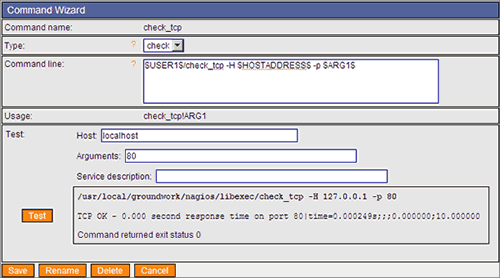 Command Wizard
Command name: check_tcp
Type: ? check
Command line: ? $USER1$/check_tcp -H $HOSTADDRESS$ -p $ARG1$
Usage: check_tcp!ARG1
Test: Host: localhost
Arguments: 80
Service description:
/usr/local/groundwork/nagios/libexec/check_tcp -H 127.0.0.1 -p 80
Test
TCP OK - 0.000 second response time on port 80|time=0.000249s;;;0.000000;10.000000
Command returned exit status 0
Save Rename Delete Cancel